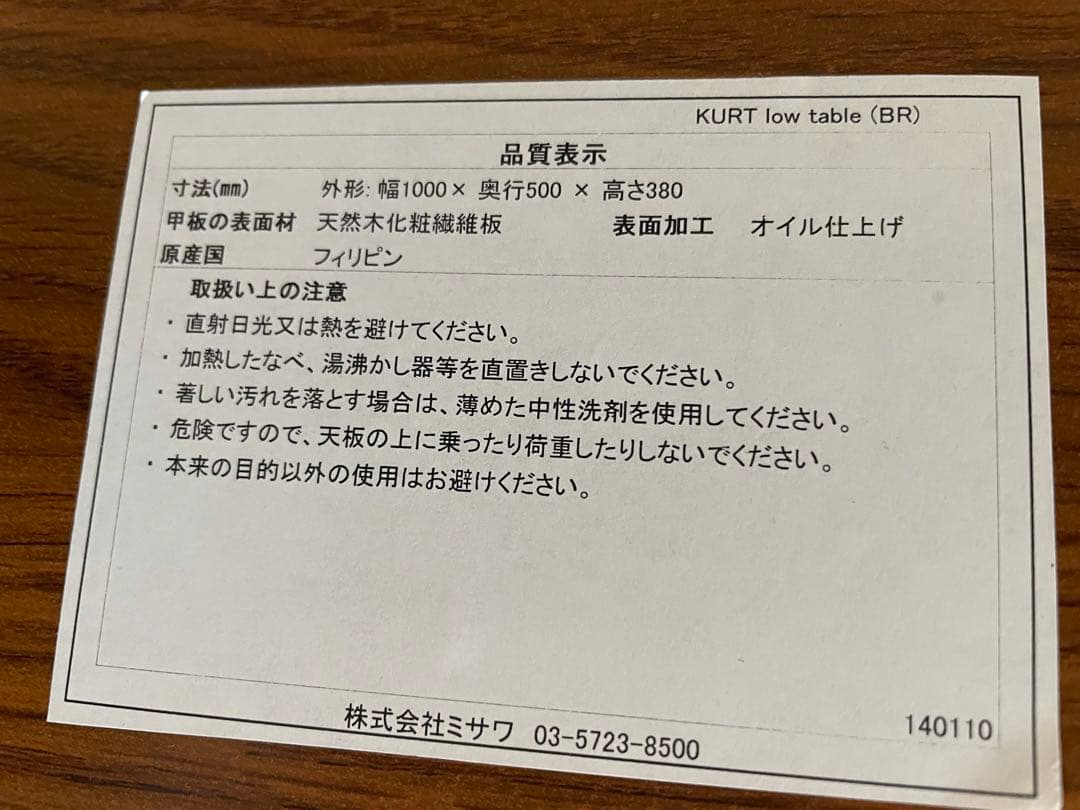 KURT low table (BR)
品質表示
寸法(㎜) 外形: 幅1000× 奥行500 × 高さ380
甲板の表面材 天然木化粧繊維板 表面加工 オイル仕上げ
原産国 フィリピン
取扱い上の注意
・直射日光又は熱を避けてください。
・加熱したなべ、湯沸かし器等を直置きしないでください。
・著しい汚れを落とす場合は、薄めた中性洗剤を使用してください。
・危険ですので、天板の上に乗ったり荷重したりしないでください。
・本来の目的以外の使用はお避けください。
株式会社ミサワ 03-5723-8500 140110